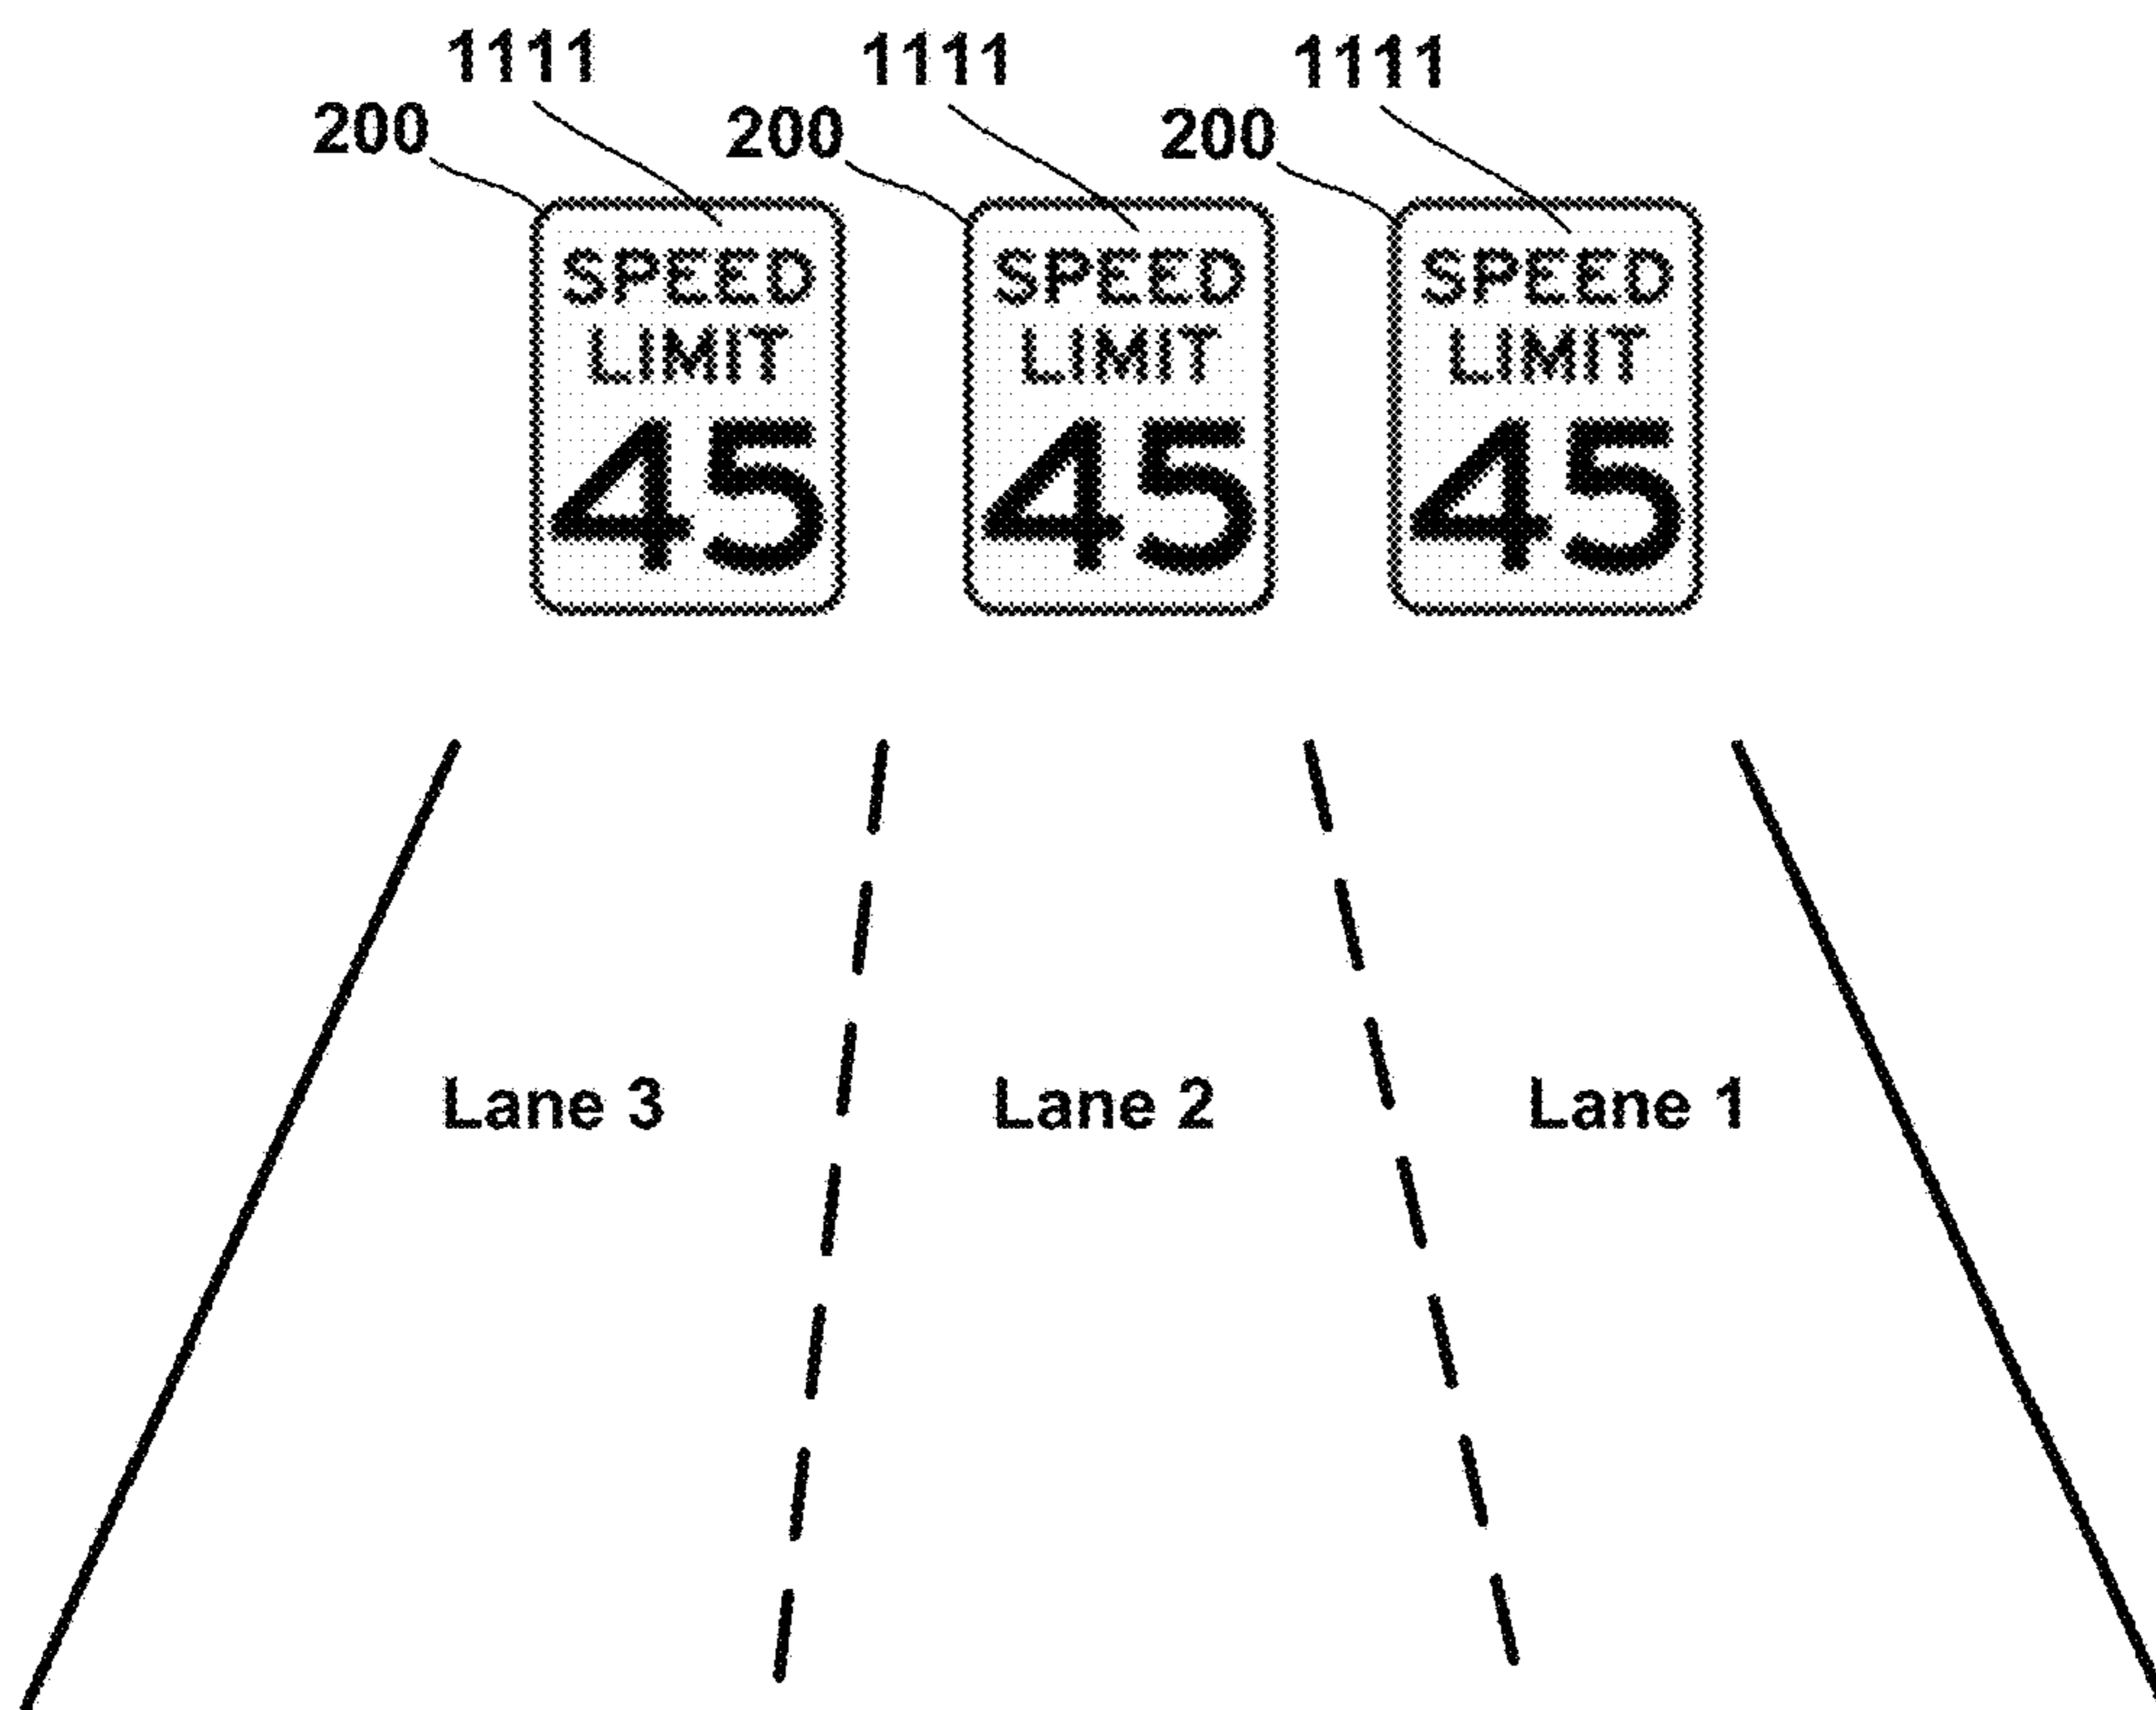 1111 1111 1111
200 200 200
SPEED SPEED SPEED
LIMIT LIMIT LIMIT
45 45 45
Lane 3 Lane 2 Lane 1